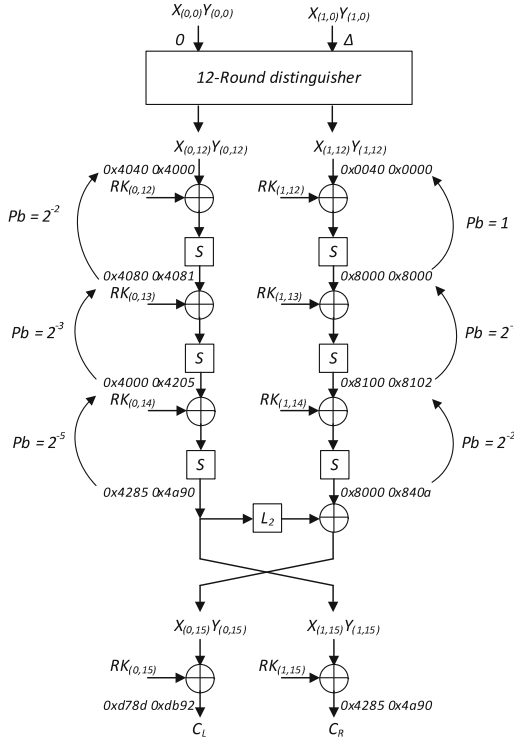 X(0,0)Y(0,0) X(1,0)Y(1,0)
0 Δ
12-Round distinguisher
X(0,12)Y(0,12) X(1,12)Y(1,12)
0x4040 0x4000 0x0040 0x0000
RK(0,12) RK(1,12)
Pb = 2^-2 Pb = 1
S S
0x4080 0x4081 0x8000 0x8000
RK(0,13) RK(1,13)
Pb = 2^-3 Pb = 2^-
S S
0x4000 0x4205 0x8100 0x8102
RK(0,14) RK(1,14)
Pb = 2^-5 Pb = 2^-2
S S
0x4285 0x4a90 0x8000 0x840a
L2
X(0,15)Y(0,15) X(1,15)Y(1,15)
RK(0,15) RK(1,15)
0xd78d 0xdb92 0x4285 0x4a90
CL CR